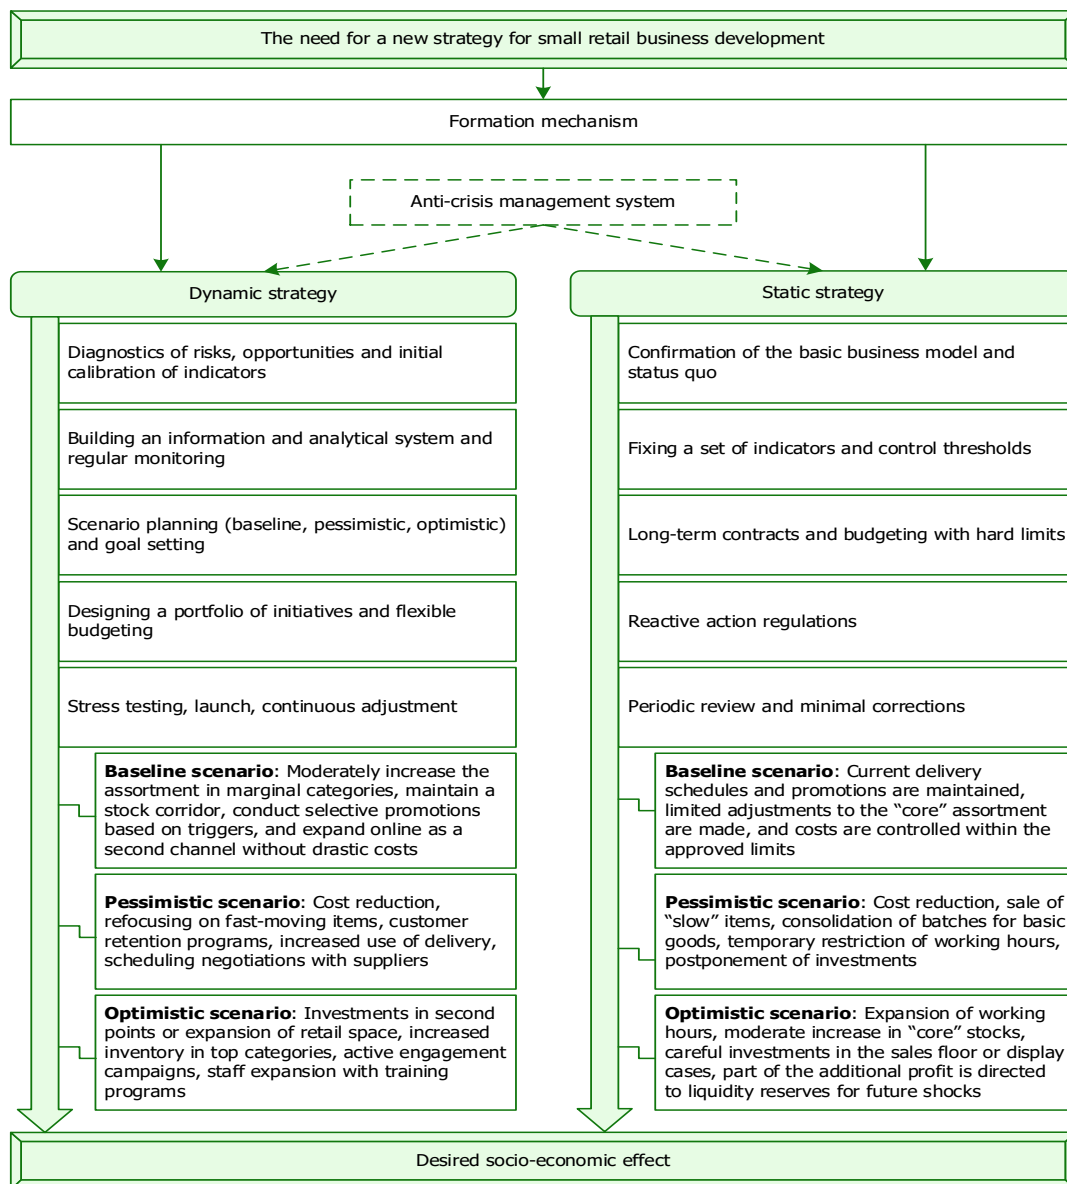 The need for a new strategy for small retail business development
Formation mechanism
Anti-crisis management system
Dynamic strategy
Diagnostics of risks, opportunities and initial
calibration of indicators
Building an information and analytical system and
regular monitoring
Scenario planning (baseline, pessimistic, optimistic)
and goal setting
Designing a portfolio of initiatives and flexible
budgeting
Stress testing, launch, continuous adjustment
Baseline scenario: Moderately increase the
assortment in marginal categories, maintain a
stock corridor, conduct selective promotions
based on triggers, and expand online as a
second channel without drastic costs
Pessimistic scenario: Cost reduction,
refocusing on fast-moving items, customer
retention programs, increased use of delivery,
scheduling negotiations with suppliers
Optimistic scenario: Investments in second
points or expansion of retail space, increased
inventory in top categories, active engagement
campaigns, staff expansion with training
programs
Static strategy
Confirmation of the basic business model and
status quo
Fixing a set of indicators and control thresholds
Long-term contracts and budgeting with hard limits
Reactive action regulations
Periodic review and minimal corrections
Baseline scenario: Current delivery
schedules and promotions are maintained,
limited adjustments to the “core” assortment
are made, and costs are controlled within the
approved limits
Pessimistic scenario: Cost reduction, sale of
“slow” items, consolidation of batches for basic
goods, temporary restriction of working hours,
postponement of investments
Optimistic scenario: Expansion of working
hours, moderate increase in “core” stocks,
careful investments in the sales floor or display
cases, part of the additional profit is directed
to liquidity reserves for future shocks
Desired socio-economic effect